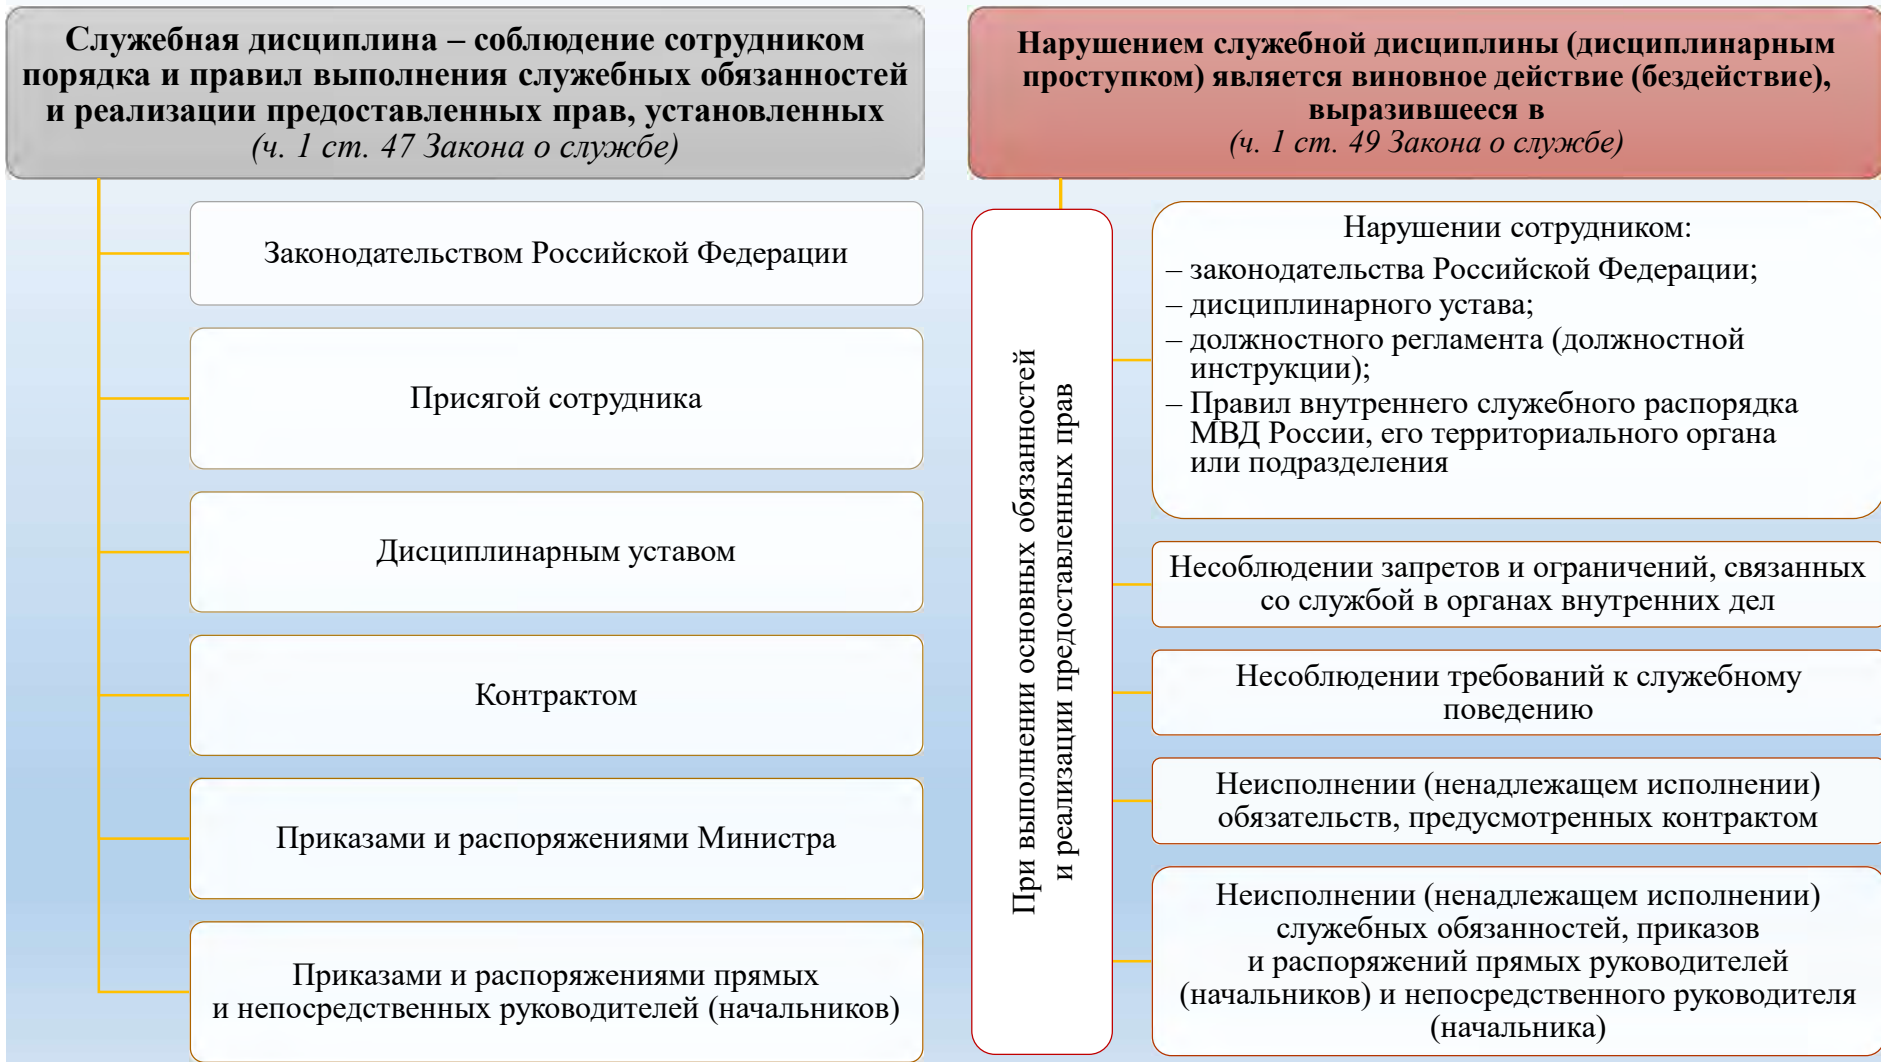 Служебная дисциплина – соблюдение сотрудником
порядка и правил выполнения служебных обязанностей
и реализации предоставленных прав, установленных
(ч. 1 ст. 47 Закона о службе)
Законодательством Российской Федерации
Присягой сотрудника
Дисциплинарным уставом
Контрактом
Приказами и распоряжениями Министра
Приказами и распоряжениями прямых
и непосредственных руководителей (начальников)
Нарушением служебной дисциплины (дисциплинарным
проступком) является виновное действие (бездействие),
выразившееся в
(ч. 1 ст. 49 Закона о службе)
При выполнении основных обязанностей
и реализации предоставленных прав
Нарушении сотрудником:
– законодательства Российской Федерации;
– дисциплинарного устава;
– должностного регламента (должностной
инструкции);
– Правил внутреннего служебного распорядка
МВД России, его территориального органа
или подразделения
Несоблюдении запретов и ограничений, связанных
со службой в органах внутренних дел
Несоблюдении требований к служебному
поведению
Неисполнении (ненадлежащем исполнении)
обязательств, предусмотренных контрактом
Неисполнении (ненадлежащем исполнении)
служебных обязанностей, приказов
и распоряжений прямых руководителей
(начальников) и непосредственного руководителя
(начальника)